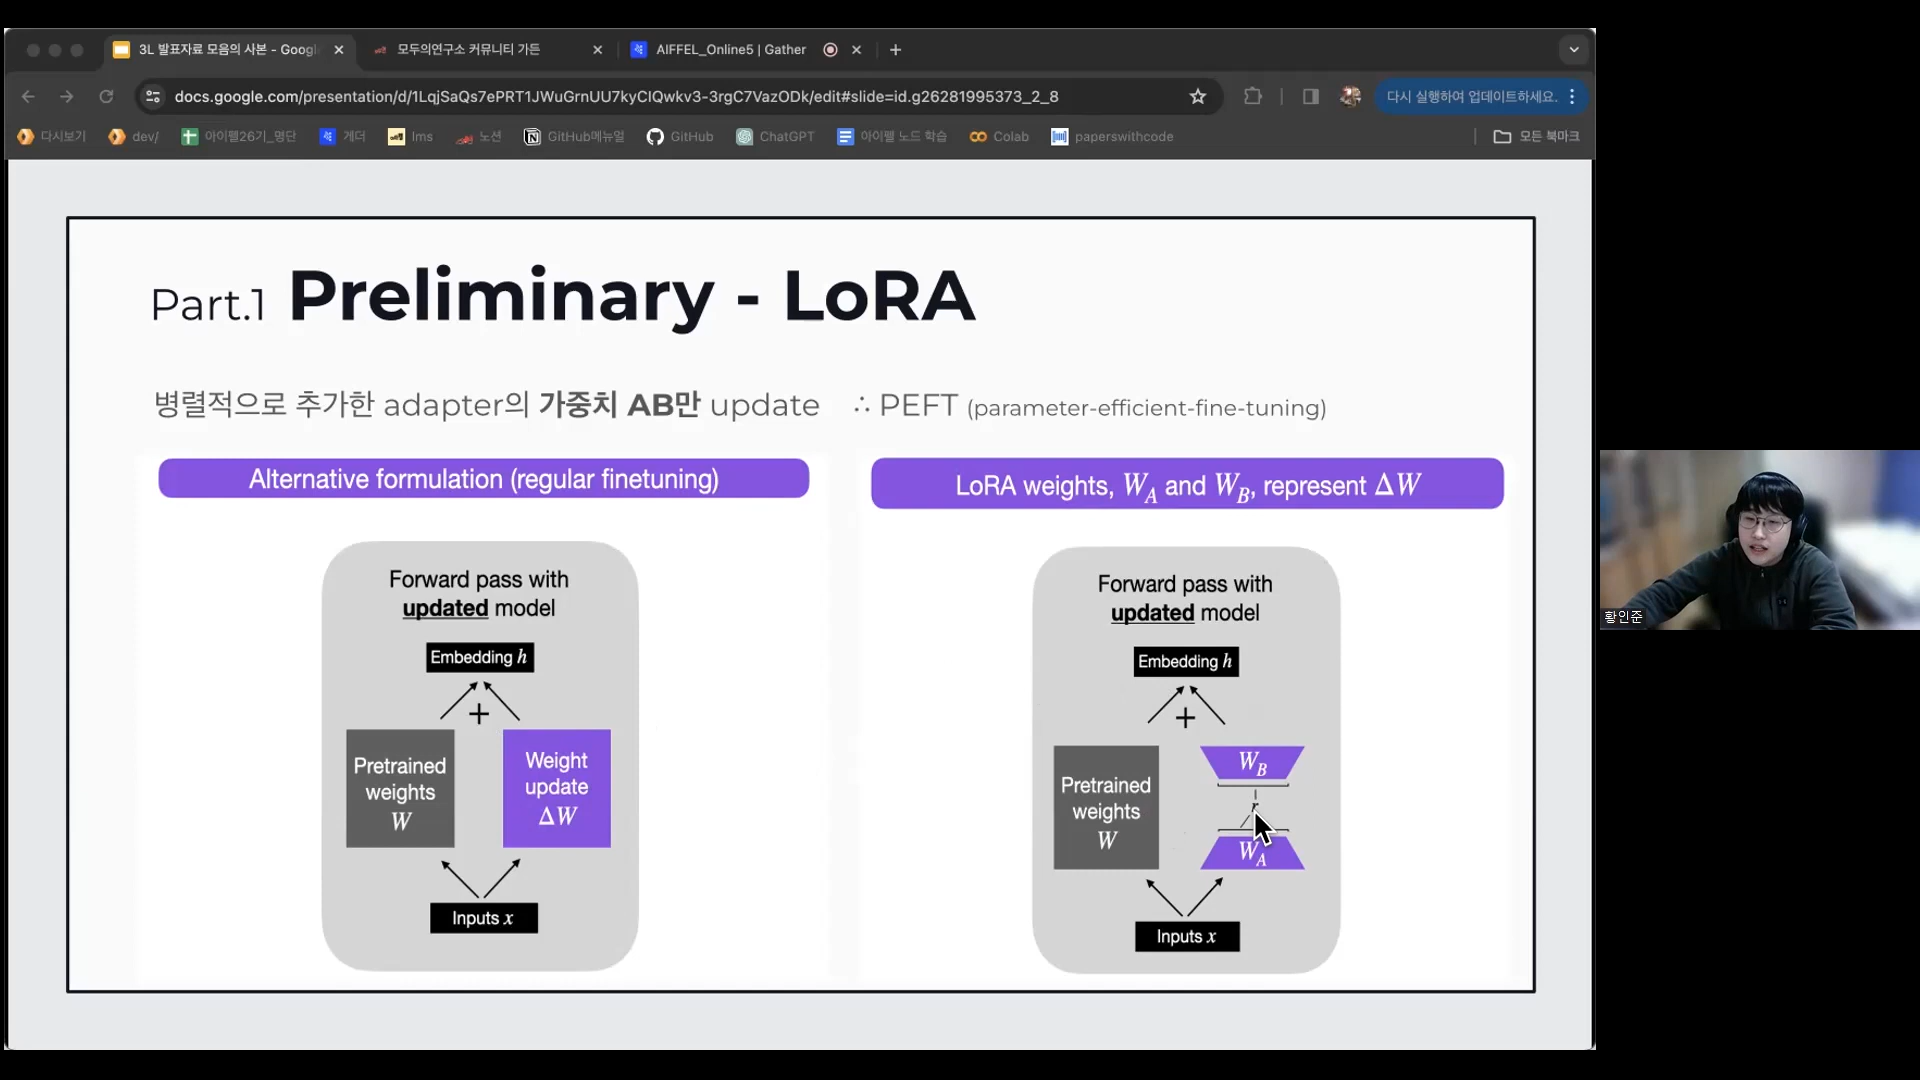 3L 발표자료 모음의 사본 - Googl
모두의연구소 커뮤니티 가든
AIFFEL_Online5 | Gather
docs.google.com/presentation/d/1LqjSaQs7ePRT1JWuGrnUU7kyCIQwkv3-3rgC7VazODk/edit#slide=id.g26281995373_2_8
다시 실행하여 업데이트하세요.
다시보기
dev/
아이펠26기_명단
게더
lms
노션
GitHub메뉴얼
GitHub
ChatGPT
아이펠 노드 학습
Colab
paperswithcode
모든 북마크
Part.1 Preliminary - LoRA
병렬적으로 추가한 adapter의 가중치 AB만 update ∴ PEFT (parameter-efficient-fine-tuning)
Alternative formulation (regular finetuning)
Forward pass with
updated model
Embedding h
+
Pretrained
weights
W
Weight
update
ΔW
Inputs x
LoRA weights, W_A and W_B, represent ΔW
Forward pass with
updated model
Embedding h
+
Pretrained
weights
W
W_B
r
W_A
Inputs x
황인준